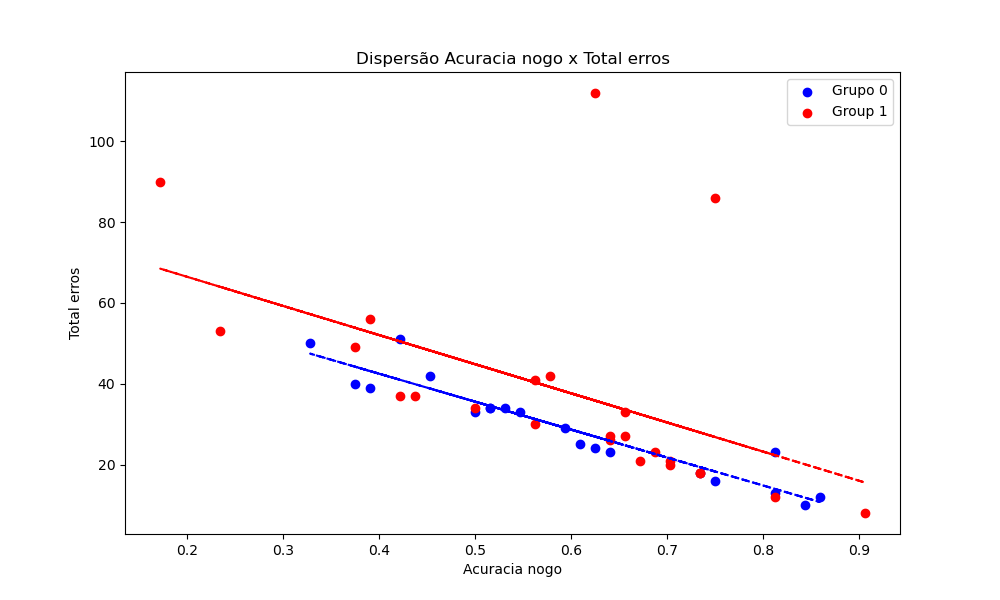 Dispersão Acuracia nogo x Total erros
Grupo 0
Group 1
Total erros
100
80
60
40
20
0.2 0.3 0.4 0.5 0.6 0.7 0.8 0.9
Acuracia nogo